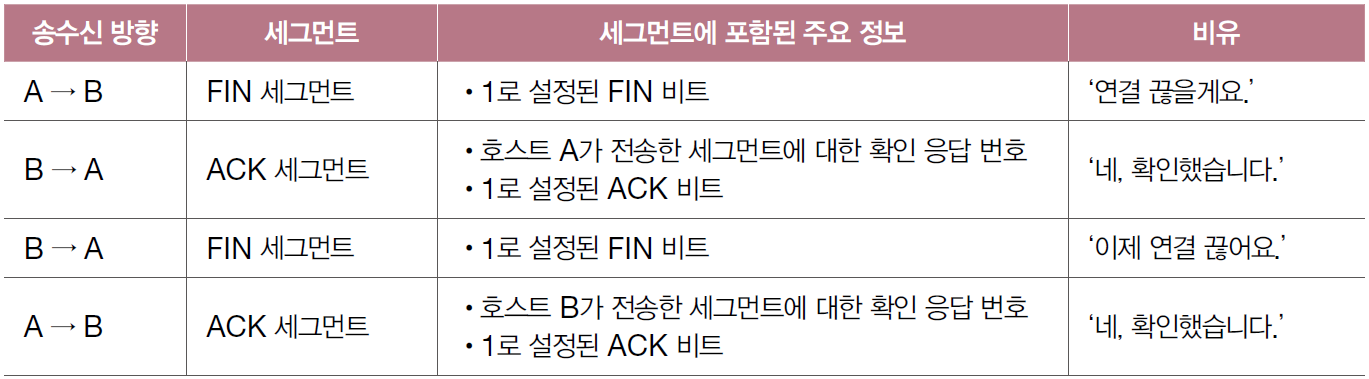 송수신 방향 세그먼트 세그먼트에 포함된 주요 정보 비유
A → B FIN 세그먼트 • 1로 설정된 FIN 비트 ‘연결 끊을게요.’
B → A ACK 세그먼트 • 호스트 A가 전송한 세그먼트에 대한 확인 응답 번호
• 1로 설정된 ACK 비트 ‘네, 확인했습니다.’
B → A FIN 세그먼트 • 1로 설정된 FIN 비트 ‘이제 연결 끊어요.’
A → B ACK 세그먼트 • 호스트 B가 전송한 세그먼트에 대한 확인 응답 번호
• 1로 설정된 ACK 비트 ‘네, 확인했습니다.’